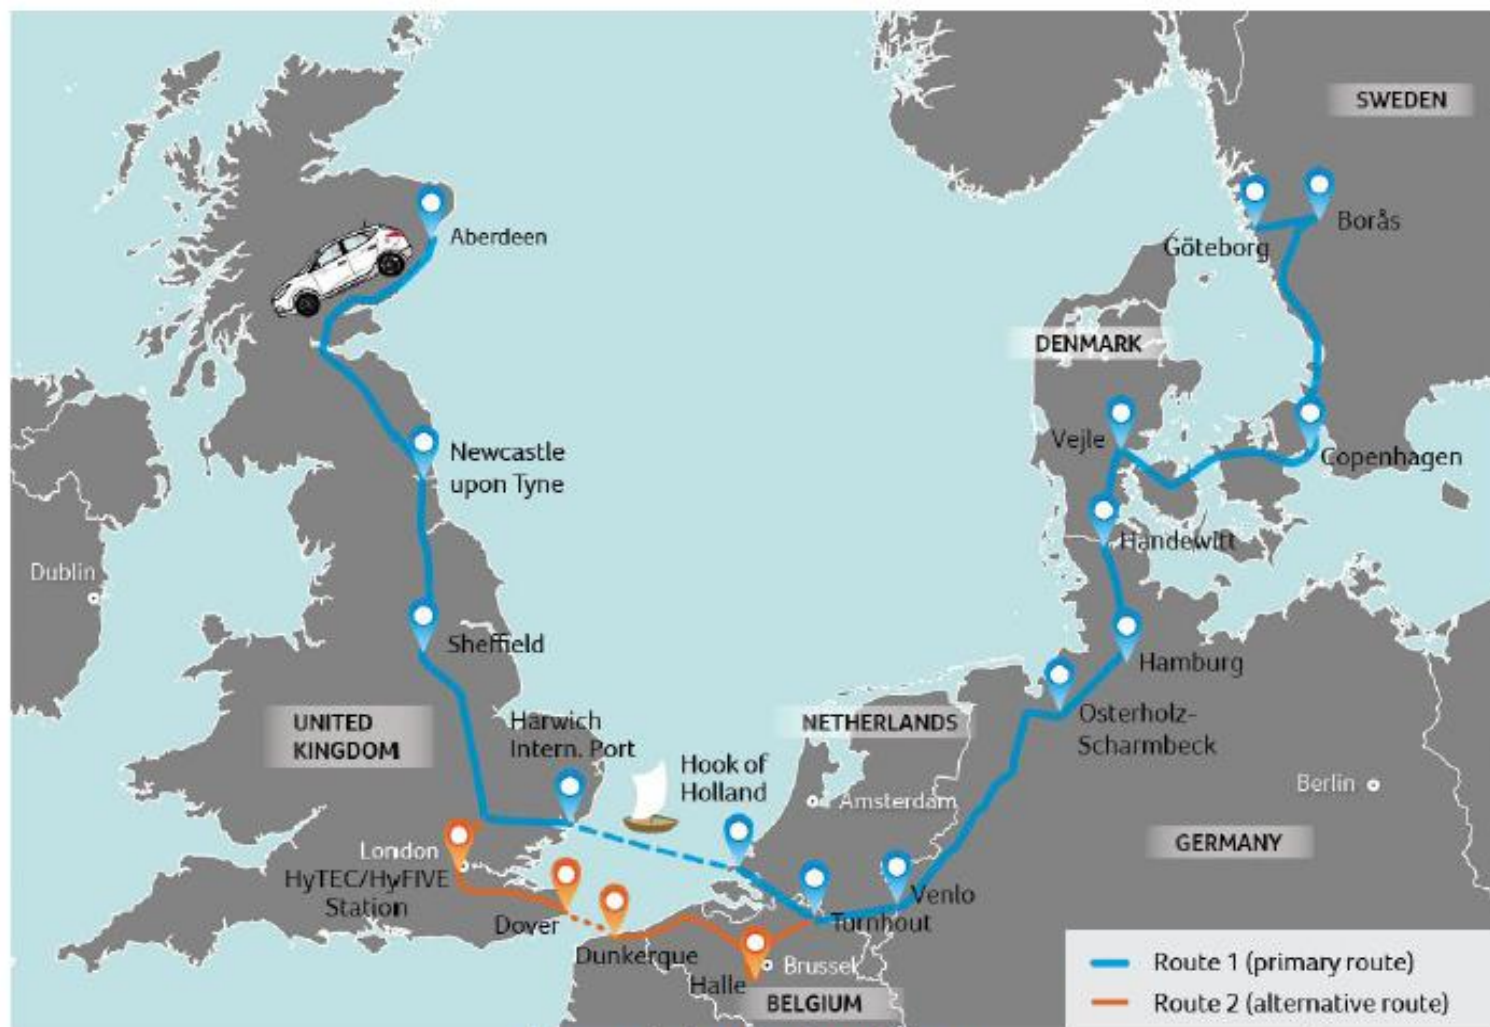 SWEDEN
Aberdeen
Göteborg
Borås
DENMARK
Vejle
Copenhagen
Newcastle
upon Tyne
Handewitt
Dublin
Sheffield
Hamburg
UNITED
KINGDOM
Harwich
Intern. Port
NETHERLANDS
Osterholz-
Scharmbeck
Hook of
Holland
Amsterdam
Berlin
GERMANY
London
HyTEC/HyFIVE
Station
Venlo
Dover
Tornhout
Dunkerque
Brussel
Halle
BELGIUM
Route 1 (primary route)
Route 2 (alternative route)